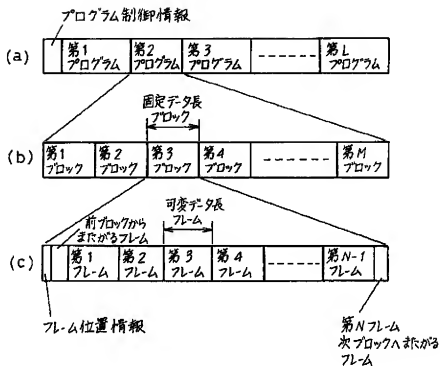 プログラム制御情報
(a)
第1
プログラム
第2
プログラム
第3
プログラム
第L
プログラム
固定データ長
ブロック
(b)
第1
ブロック
第2
ブロック
第3
ブロック
第4
ブロック
第M
ブロック
前ブロックから
またがるフレーム
可変データ長
フレーム
(c)
第1
フレーム
第2
フレーム
第3
フレーム
第4
フレーム
第N-1
フレーム
フレーム位置情報
第Nフレーム
次ブロックへまたがる
フレーム